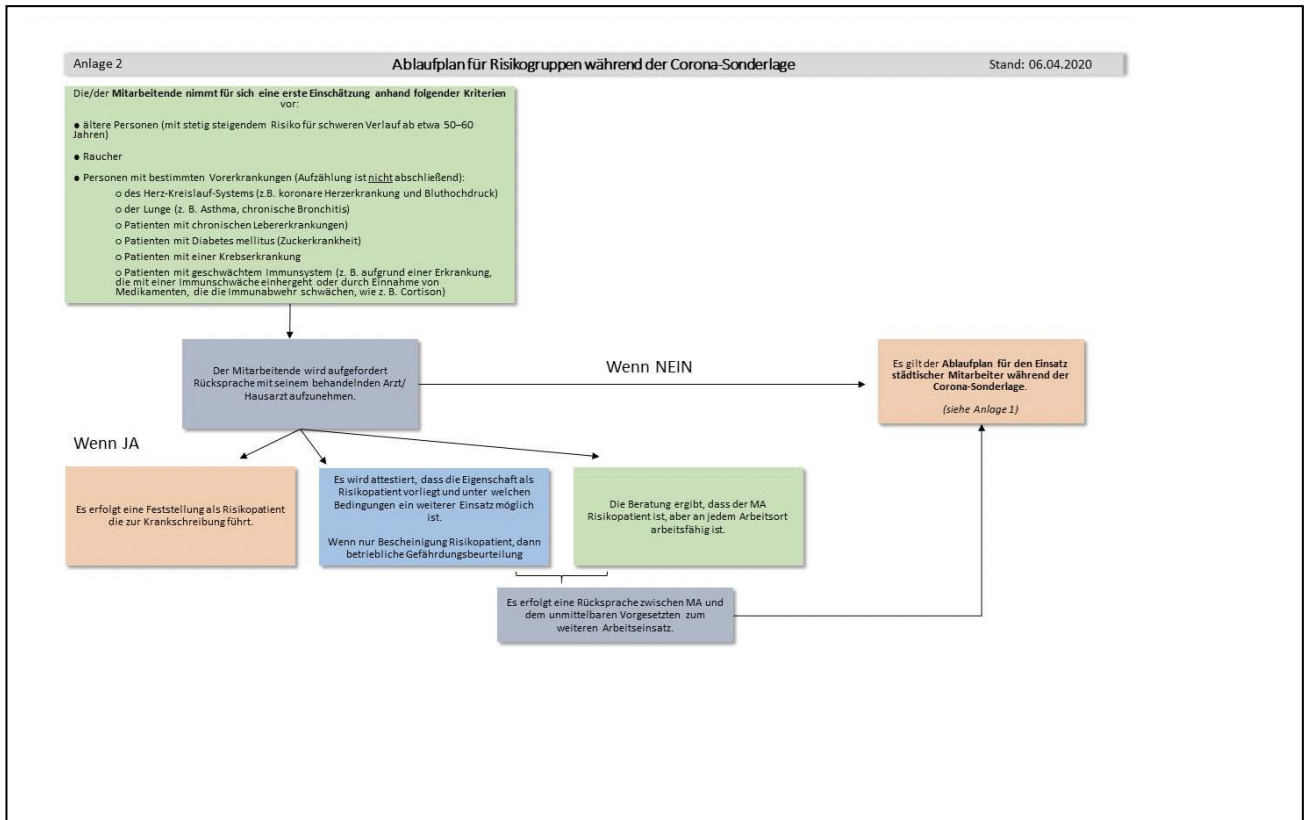 Anlage 2 Ablaufplan für Risikogruppen während der Corona-Sonderlage Stand: 06.04.2020
Die/der Mitarbeitende nimmt für sich eine erste Einschätzung anhand folgender Kriterien
vor:
● ältere Personen (mit stetig steigendem Risiko für schweren Verlauf ab etwa 50–60
Jahren)
● Raucher
● Personen mit bestimmten Vorerkrankungen (Aufzählung ist nicht abschließend):
o des Herz-Kreislauf-Systems (z.B. koronare Herzerkrankung und Bluthochdruck)
o der Lunge (z. B. Asthma, chronische Bronchitis)
o Patienten mit chronischen Lebererkrankungen)
o Patienten mit Diabetes mellitus (Zuckerkrankheit)
o Patienten mit einer Krebserkrankung
o Patienten mit geschwächtem Immunsystem (z. B. aufgrund einer Erkrankung,
die mit einer Immunschwäche einhergeht oder durch Einnahme von
Medikamenten, die die Immunabwehr schwächen, wie z. B. Cortison)
Der Mitarbeitende wird aufgefordert
Rücksprache mit seinem behandelnden Arzt/
Hausarzt aufzunehmen.
Wenn NEIN
Es gilt der Ablaufplan für den Einsatz
städtischer Mitarbeiter während der
Corona-Sonderlage.
(siehe Anlage 1)
Wenn JA
Es erfolgt eine Feststellung als Risikopatient
die zur Krankschreibung führt.
Es wird attestiert, dass die Eigenschaft als
Risikopatient vorliegt und unter welchen
Bedingungen ein weiterer Einsatz möglich
ist.
Wenn nur Bescheinigung Risikopatient, dann
betriebliche Gefährdungsbeurteilung
Die Beratung ergibt, dass der MA
Risikopatient ist, aber an jedem Arbeitsort
arbeitsfähig ist.
Es erfolgt eine Rücksprache zwischen MA und
dem unmittelbaren Vorgesetzten zum
weiteren Arbeitseinsatz.